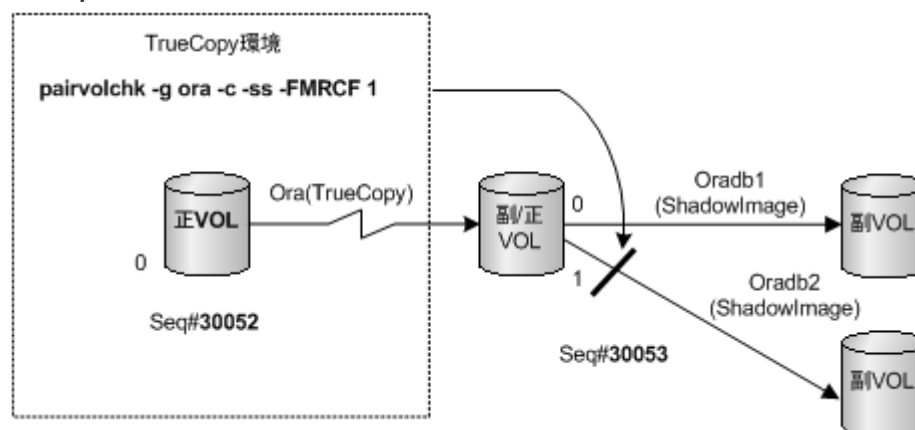 TrueCopy環境
pairvolchk -g ora -c -ss -FMRCF 1
正VOL
0
Seq#30052
Ora(TrueCopy)
副/正
VOL
0
1
Seq#30053
Oradb1
(ShadowImage)
副VOL
Oradb2
(ShadowImage)
副VOL